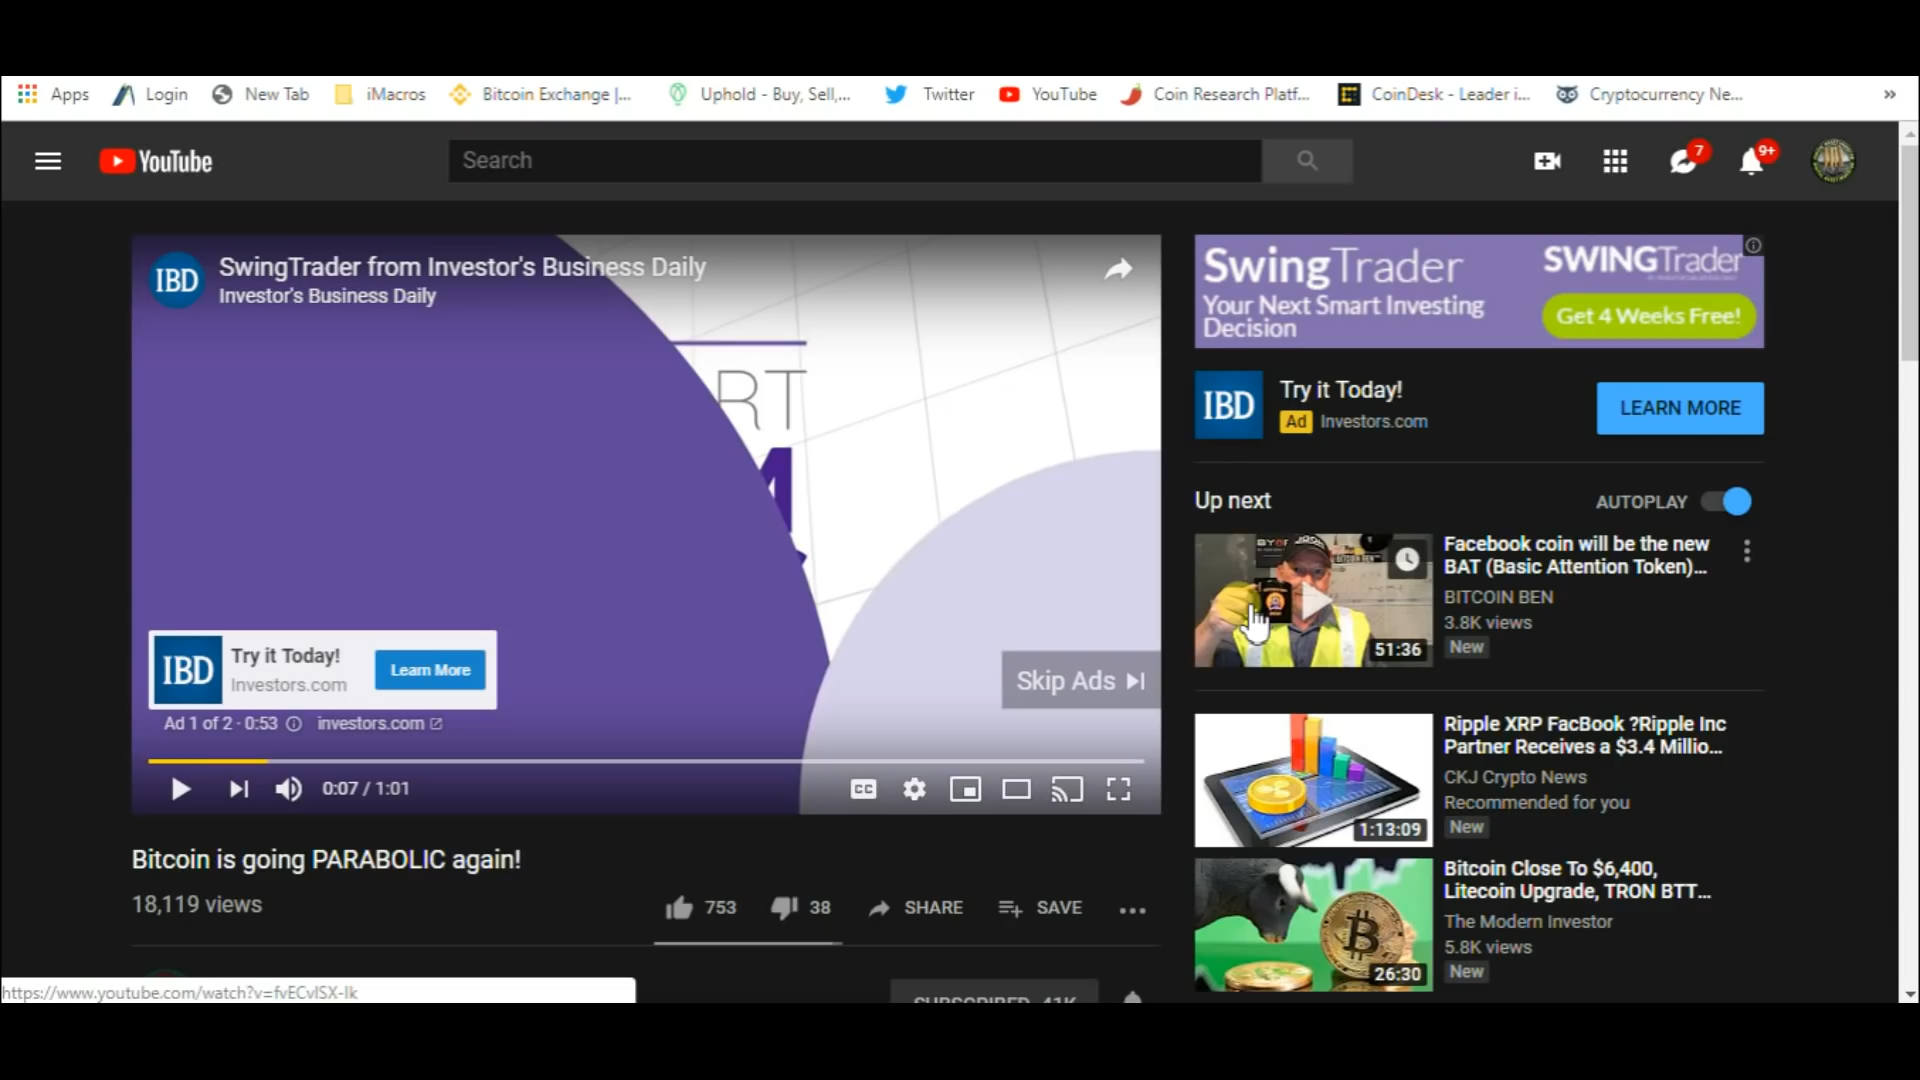 Apps Login New Tab iMacros Bitcoin Exchange |... Uphold - Buy, Sell,... Twitter YouTube Coin Research Platf... CoinDesk - Leader i... Cryptocurrency Ne... »
YouTube Search 7 9+
IBD SwingTrader from Investor's Business Daily
Investor's Business Daily
RT
IBD Try it Today!
Investors.com
Learn More
Skip Ads
Ad 1 of 2 · 0:53 investors.com
0:07 / 1:01
CC
Bitcoin is going PARABOLIC again!
18,119 views
753 38 SHARE SAVE
SUBSCRIBED 41K
https://www.youtube.com/watch?v=fvECvISX-Ik
SwingTrader
Your Next Smart Investing
Decision
SWINGTrader
Get 4 Weeks Free!
IBD Try it Today!
Ad Investors.com
LEARN MORE
Up next AUTOPLAY
Facebook coin will be the new
BAT (Basic Attention Token)...
BITCOIN BEN
3.8K views
New
51:36
Ripple XRP FacBook ?Ripple Inc
Partner Receives a $3.4 Millio...
CKJ Crypto News
Recommended for you
New
1:13:09
Bitcoin Close To $6,400,
Litecoin Upgrade, TRON BTT...
The Modern Investor
5.8K views
New
26:30